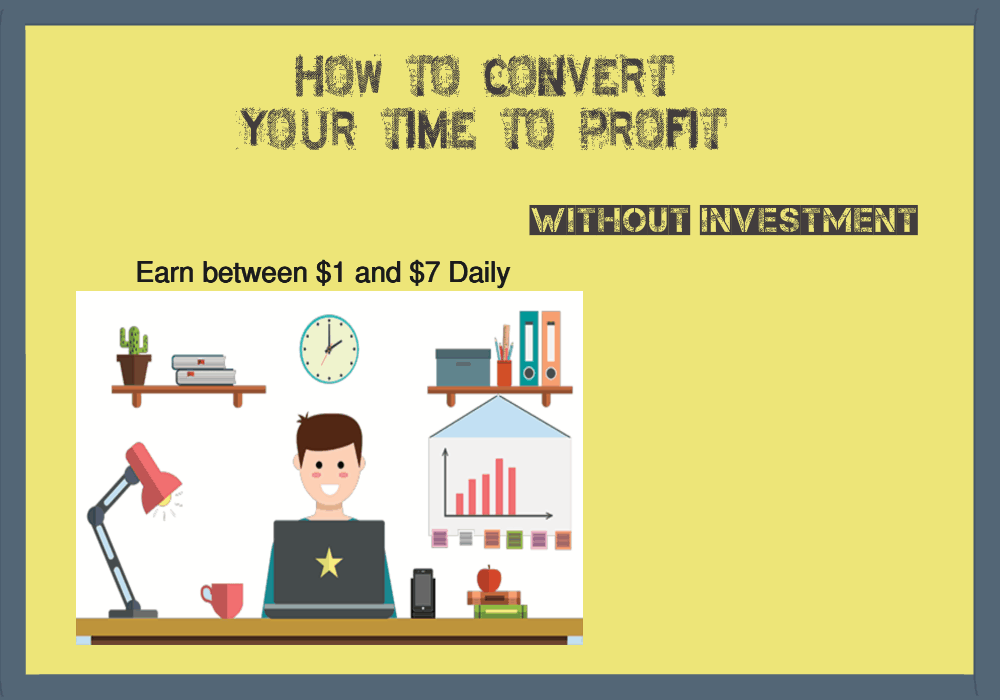 HOW TO CONVERT
YOUR TIME TO PROFIT
WITHOUT INVESTMENT
Earn between $1 and $7 Daily